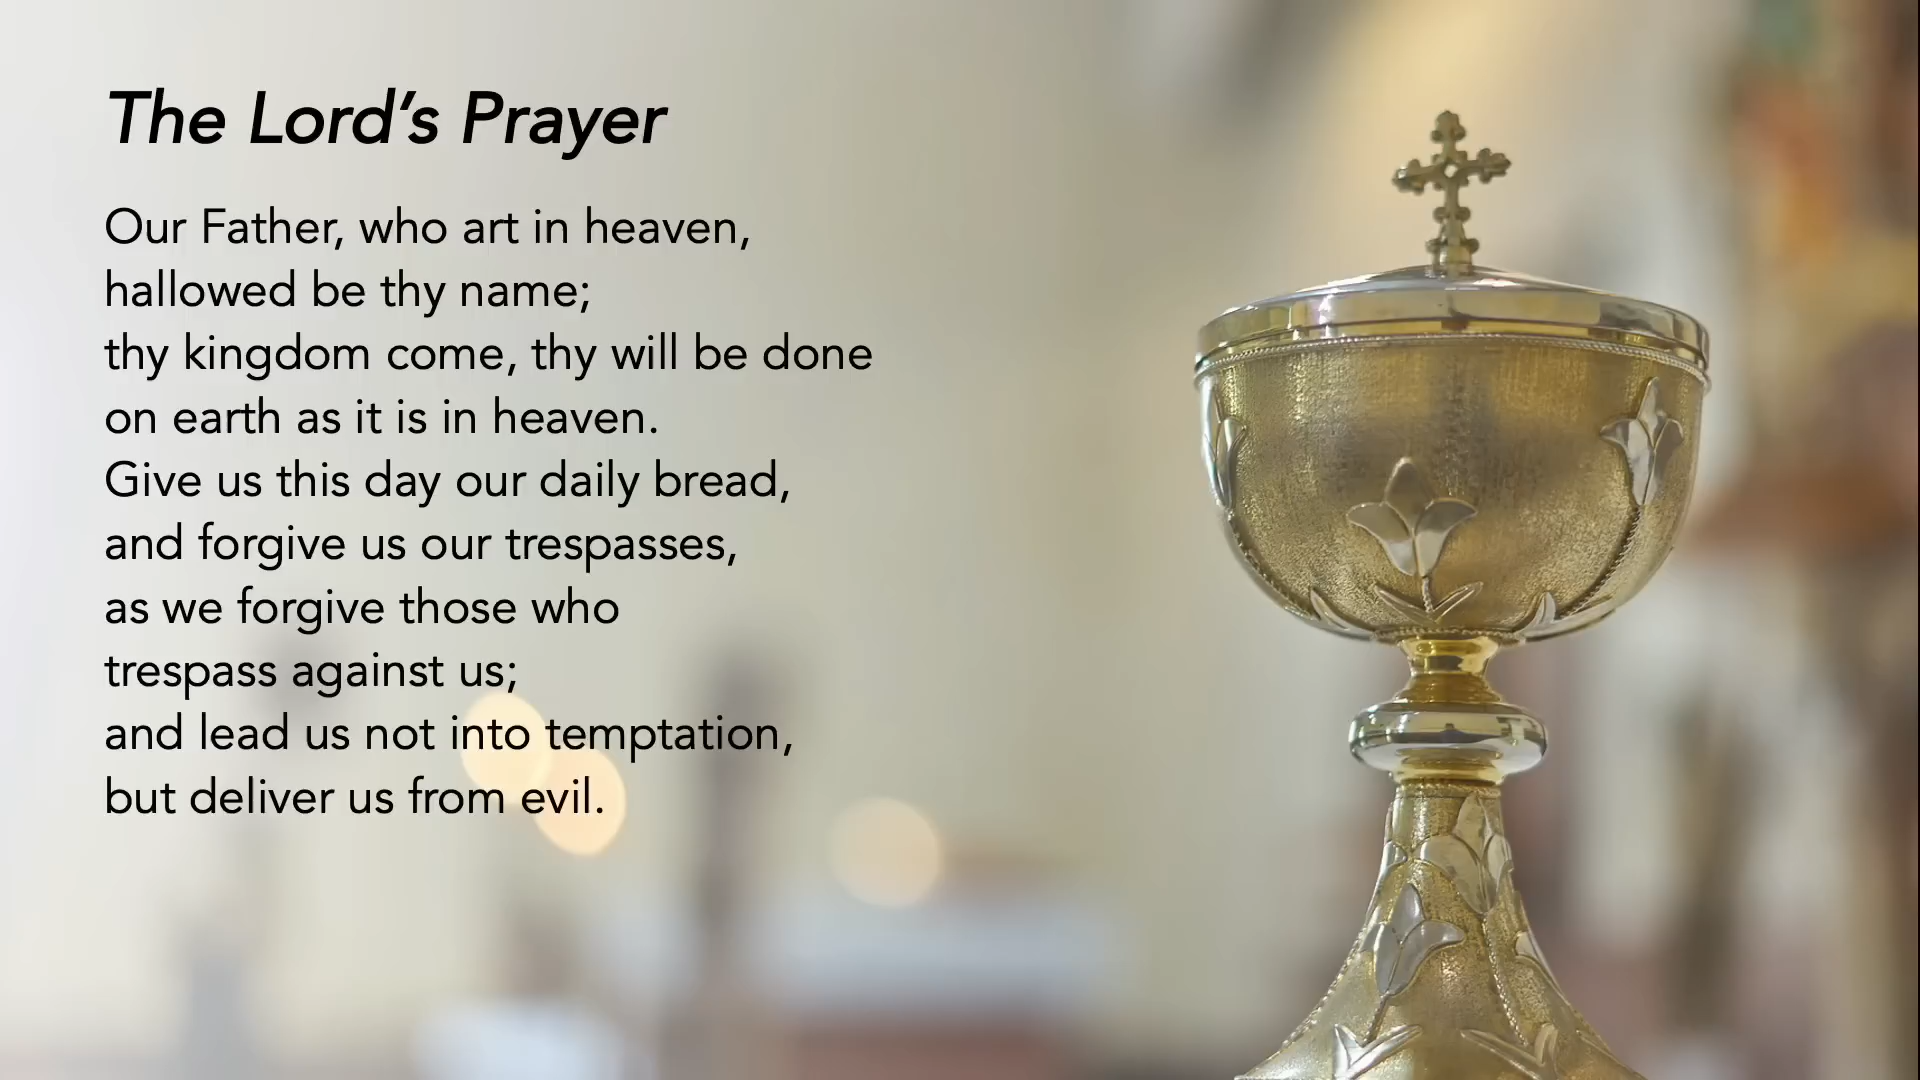 The Lord’s Prayer
Our Father, who art in heaven,
hallowed be thy name;
thy kingdom come, thy will be done
on earth as it is in heaven.
Give us this day our daily bread,
and forgive us our trespasses,
as we forgive those who
trespass against us;
and lead us not into temptation,
but deliver us from evil.